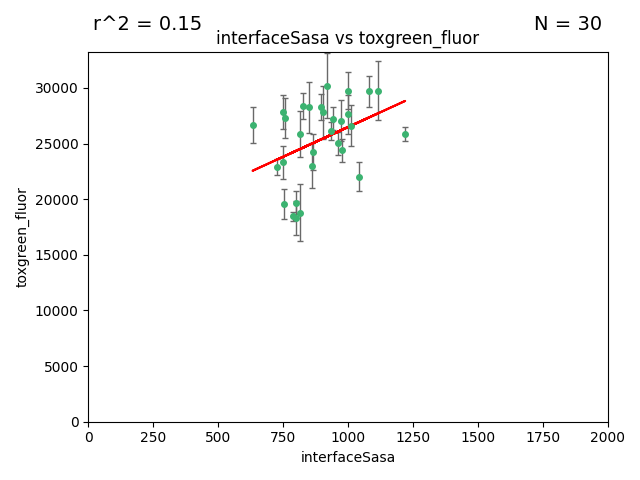 r^2 = 0.15
N = 30
interfaceSasa vs toxgreen_fluor
toxgreen_fluor
30000
25000
20000
15000
10000
5000
0
0 250 500 750 1000 1250 1500 1750 2000
interfaceSasa